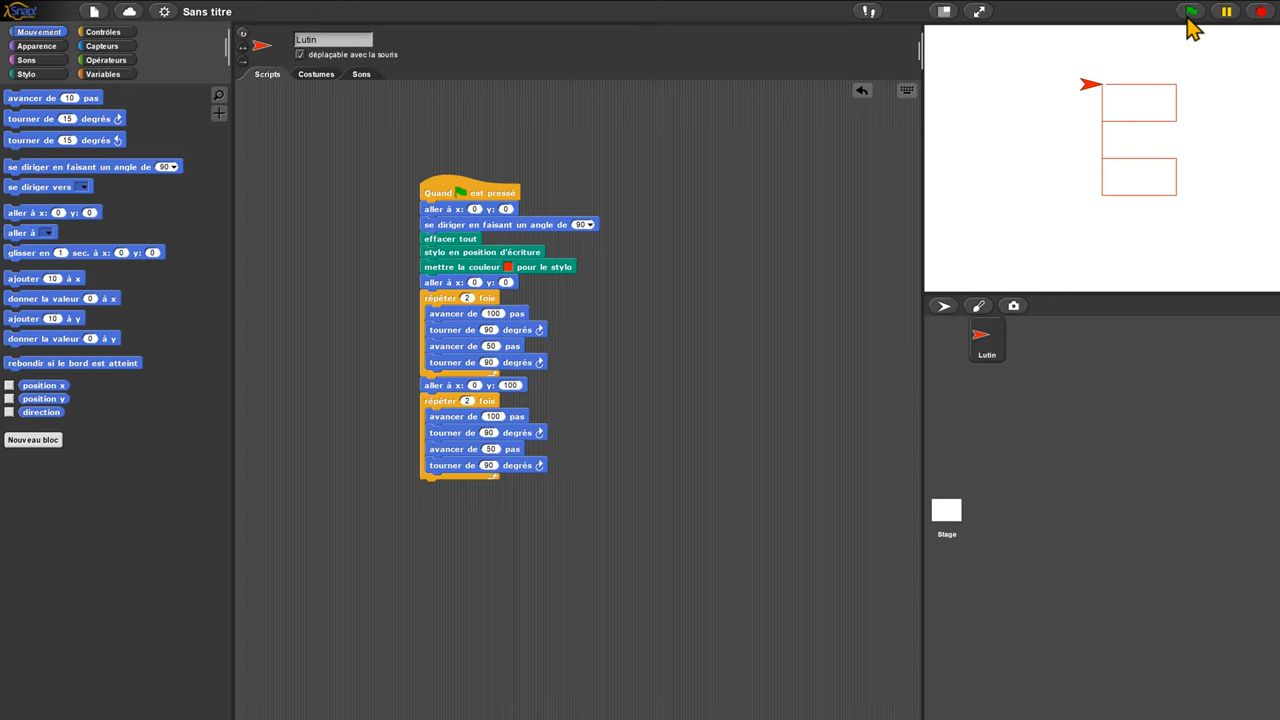 Snap!
Sans titre
Mouvement
Contrôles
Apparence
Capteurs
Sons
Opérateurs
Stylo
Variables
avancer de 10 pas
tourner de 15 degrés
tourner de 15 degrés
se diriger en faisant un angle de 90
se diriger vers
aller à x: 0 y: 0
aller à
glisser en 1 sec. à x: 0 y: 0
ajouter 10 à x
donner la valeur 0 à x
ajouter 10 à y
donner la valeur 0 à y
rebondir si le bord est atteint
position x
position y
direction
Nouveau bloc
Lutin
déplaçable avec la souris
Scripts
Costumes
Sons
Quand est pressé
aller à x: 0 y: 0
se diriger en faisant un angle de 90
effacer tout
stylo en position d'écriture
mettre la couleur pour le stylo
aller à x: 0 y: 0
répéter 2 fois
avancer de 100 pas
tourner de 90 degrés
avancer de 50 pas
tourner de 90 degrés
aller à x: 0 y: 100
répéter 2 fois
avancer de 100 pas
tourner de 90 degrés
avancer de 50 pas
tourner de 90 degrés
Lutin
Stage